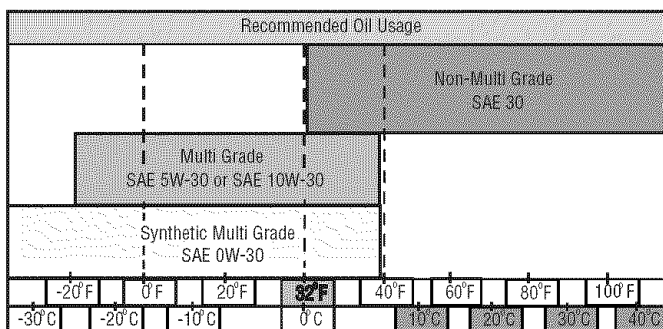 Recommended Oil Usage
Non-Multi Grade
SAE 30
Multi Grade
SAE 5W-30 or SAE 10W-30
Synthetic Multi Grade
SAE 0W-30
-20°F 0°F 20°F 32°F 40°F 60°F 80°F 100°F
-30°C -20°C -10°C 0°C 10°C 20°C 30°C 40°C